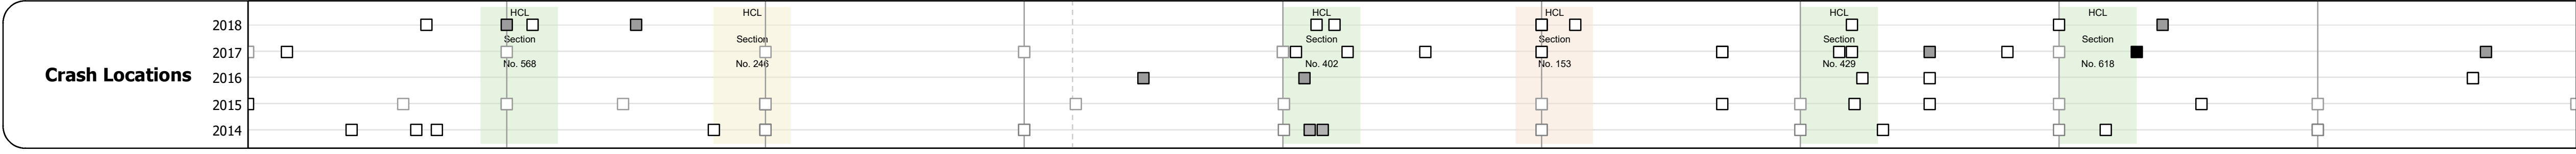 Crash Locations
2018
2017
2016
2015
2014
HCL
Section
No. 568
HCL
Section
No. 246
HCL
Section
No. 402
HCL
Section
No. 153
HCL
Section
No. 429
HCL
Section
No. 618